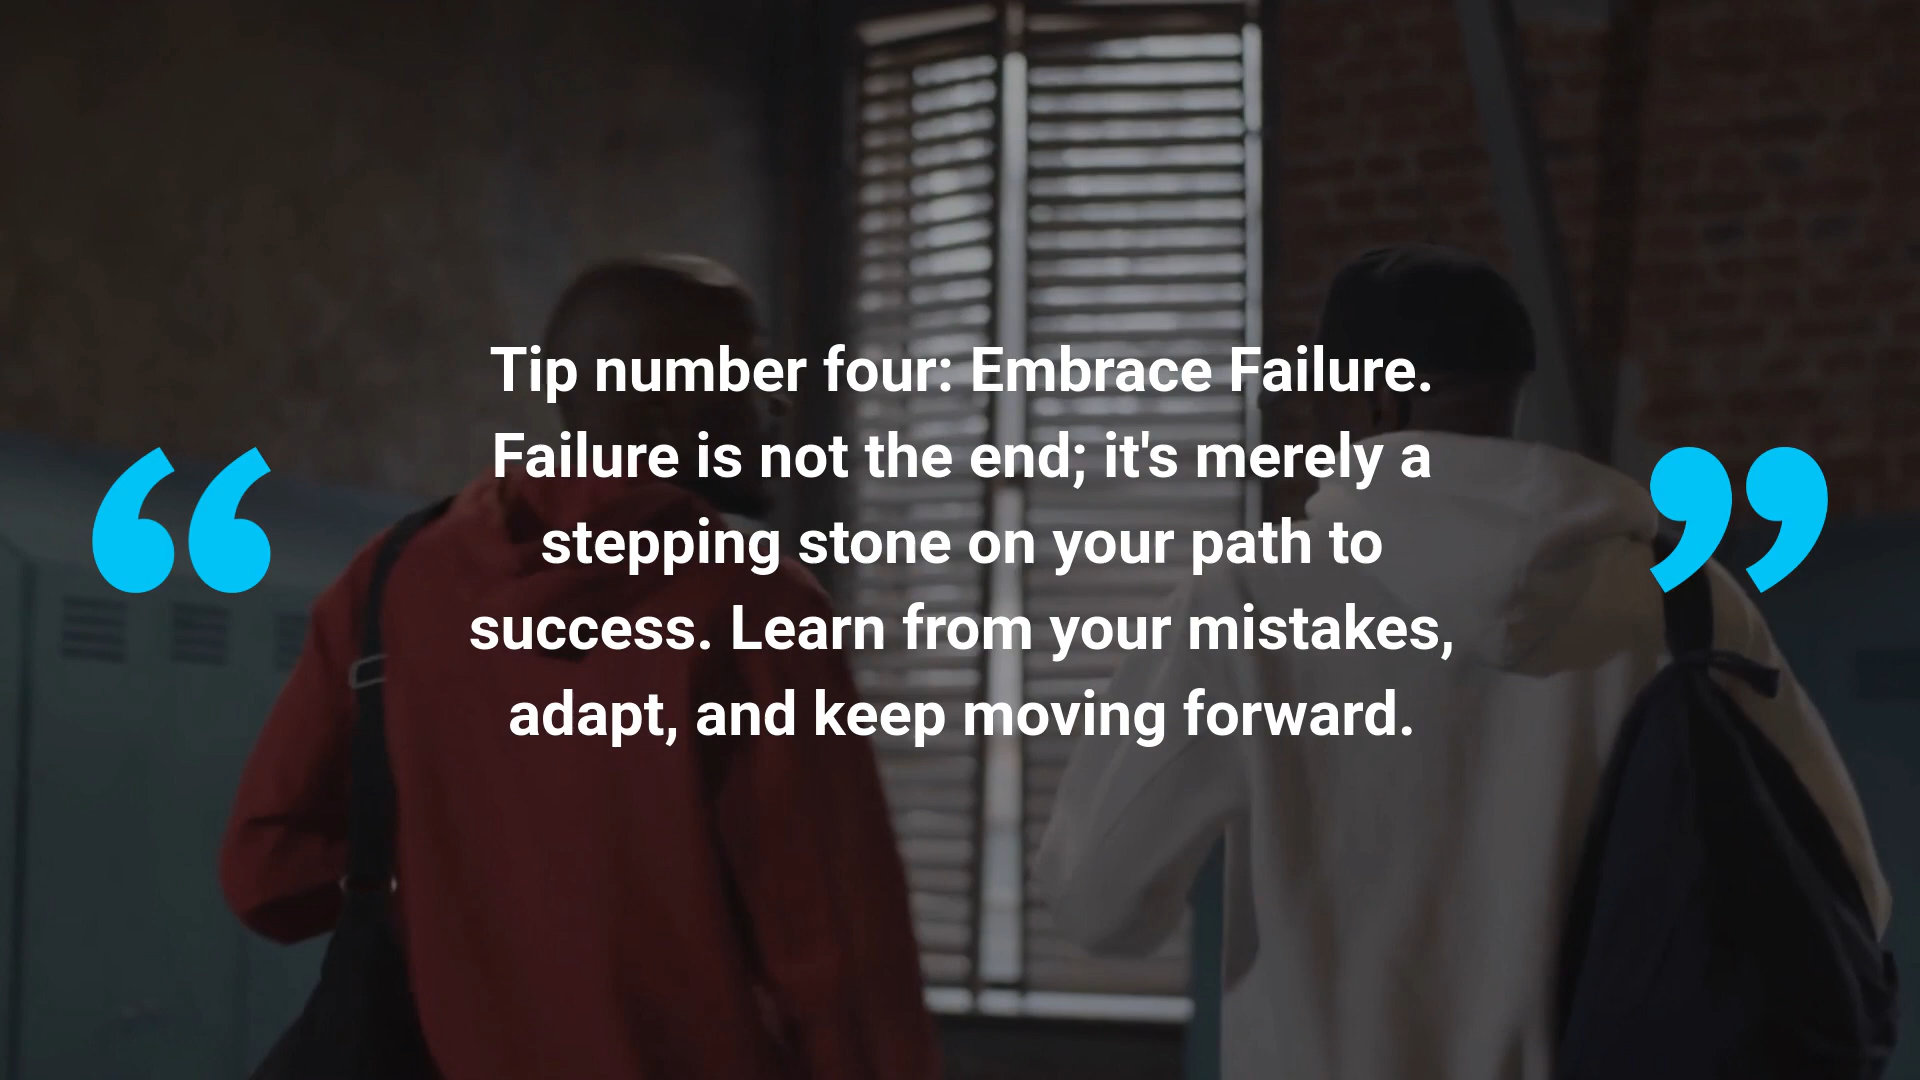 Tip number four: Embrace Failure.
Failure is not the end; it's merely a
stepping stone on your path to
success. Learn from your mistakes,
adapt, and keep moving forward.